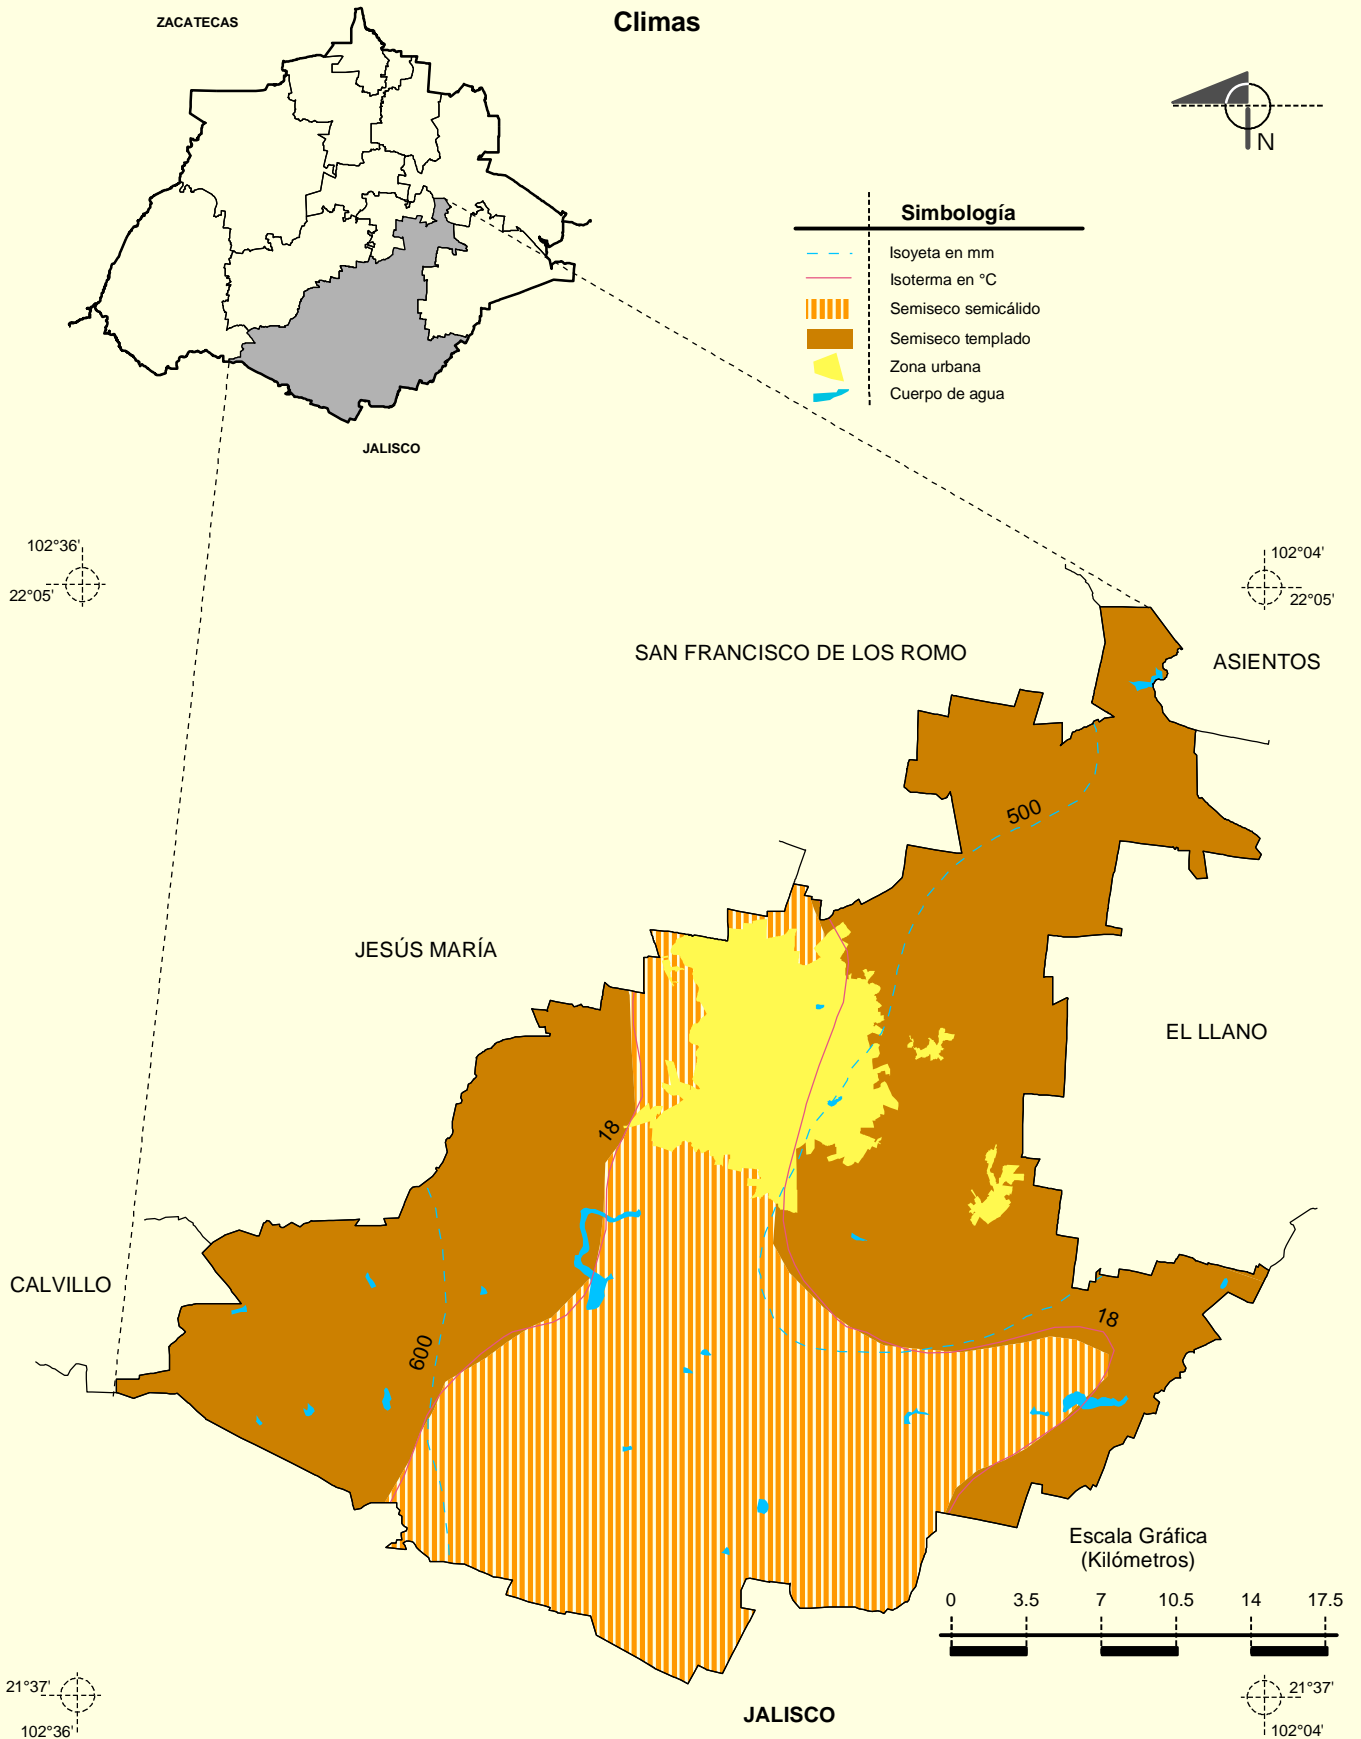 Climas
ZACATECAS
N
Simbología
Isoyeta en mm
Isoterma en °C
Semiseco semicálido
Semiseco templado
Zona urbana
Cuerpo de agua
JALISCO
102°36'
22°05'
102°04'
22°05'
SAN FRANCISCO DE LOS ROMO
ASIENTOS
500
JESÚS MARÍA
EL LLANO
18
CALVILLO
600
18
Escala Gráfica
(Kilómetros)
0 3.5 7 10.5 14 17.5
21°37'
102°36'
JALISCO
21°37'
102°04'